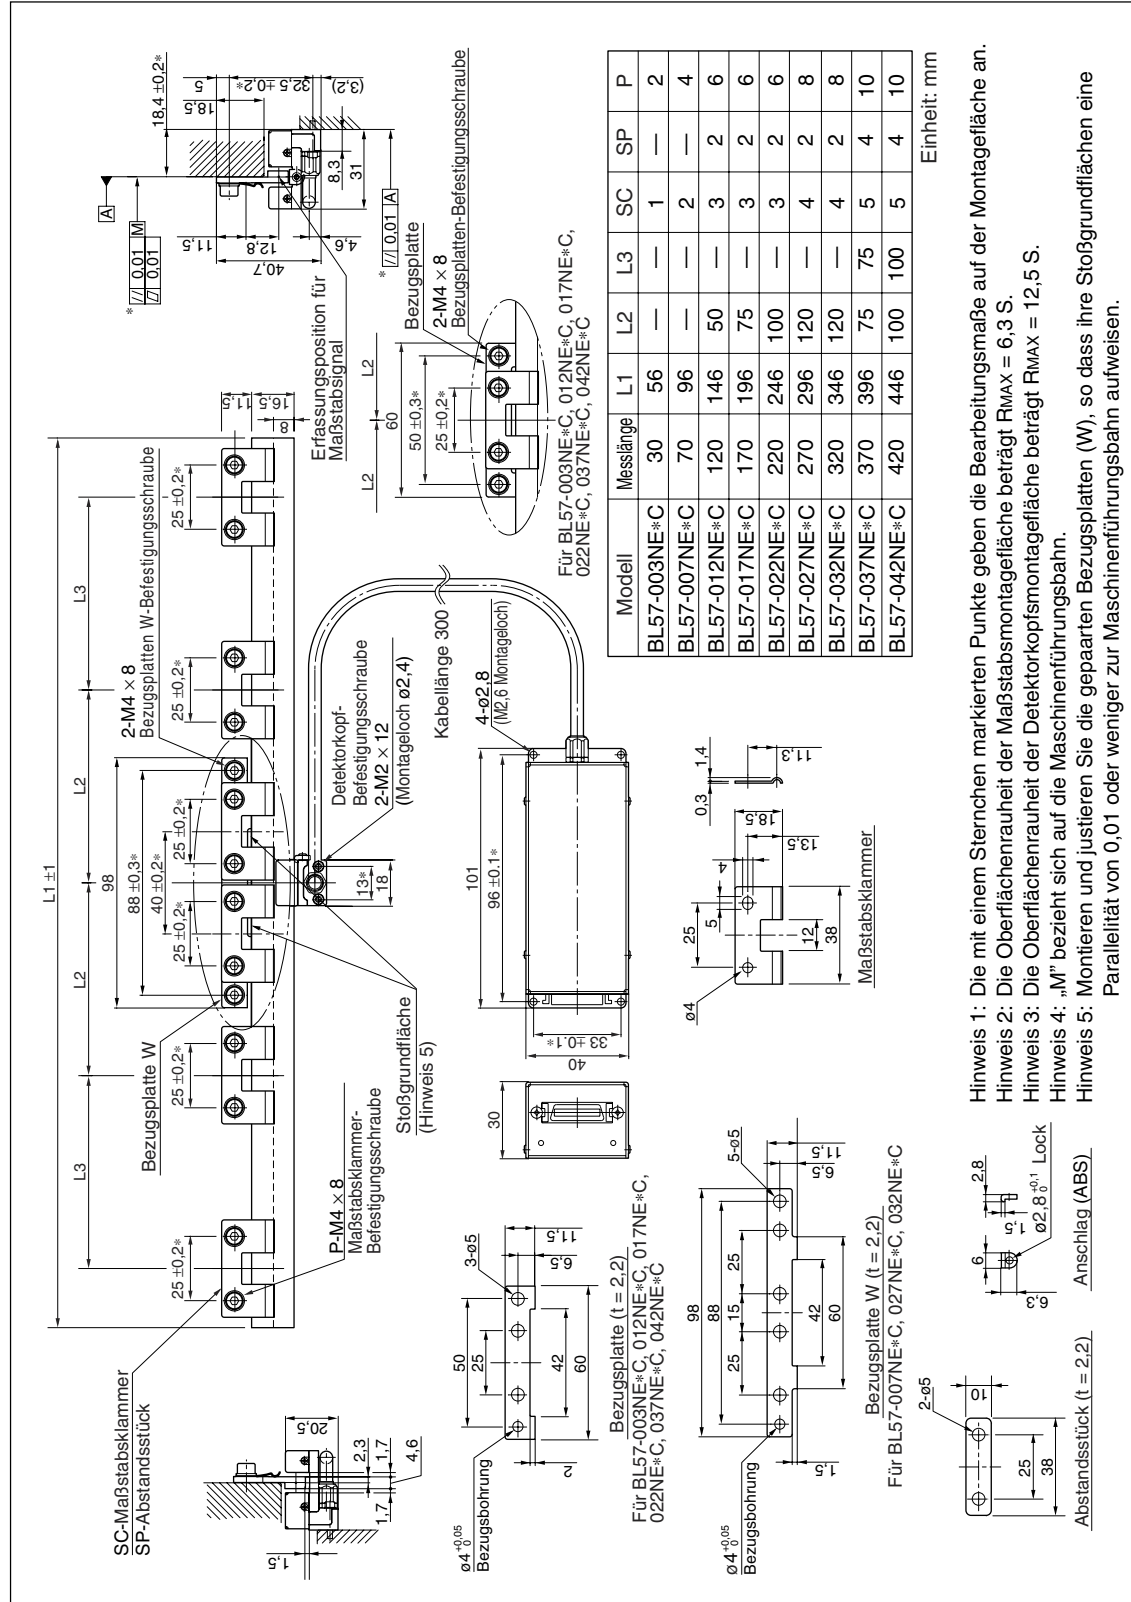 L1 ±1
L3
L2
L2
L3
98
88 ±0,3*
40 ±0,2*
25 ±0,2*
25 ±0,2*
25 ±0,2*
25 ±0,2*
25 ±0,2*
25 ±0,2*
11,5
16,5
8
2-M4 × 8
Bezugsplatten W-Befestigungsschraube
Bezugsplatte W
P-M4 × 8
Maßstabsklammer-
Befestigungsschraube
Stoßgrundfläche
(Hinweis 5)
SC-Maßstabsklammer
SP-Abstandsstück
20,5
2,3
1,7
4,6
1,7
1,5
Detektorkopf-
Befestigungsschraube
2-M2 × 12
(Montageloch ø2,4)
13*
18
Kabellänge 300
4-ø2,8
(M2,6 Montageloch)
101
96 ±0.1*
33 ±0.1*
40
30
A
* // 0,01 M
⏥ 0,01
18,4 ±0,2*
18,5
5
32,5 ±0,2*
(3,2)
11,5
12,8
40,7
4,6
8,3
31
* // 0,01 A
Erfassungsposition für
Maßstabsignal
L2
L2
60
50 ±0,3*
25 ±0,2*
Bezugsplatte
2-M4 × 8
Bezugsplatten-Befestigungsschraube
Für BL57-003NE*C, 012NE*C, 017NE*C,
022NE*C, 037NE*C, 042NE*C
Modell Messlänge L1 L2 L3 SC SP P
BL57-003NE*C 30 56 — — 1 — 2
BL57-007NE*C 70 96 — — 2 — 4
BL57-012NE*C 120 146 50 — 3 2 6
BL57-017NE*C 170 196 75 — 3 2 6
BL57-022NE*C 220 246 100 — 3 2 6
BL57-027NE*C 270 296 120 — 4 2 8
BL57-032NE*C 320 346 120 — 4 2 8
BL57-037NE*C 370 396 75 75 5 4 10
BL57-042NE*C 420 446 100 100 5 4 10
Einheit: mm
ø4 +0,05 0
Bezugsbohrung
50
25
3-ø5
11,5
6,5
42
60
2
Bezugsplatte (t = 2,2)
Für BL57-003NE*C, 012NE*C, 017NE*C,
022NE*C, 037NE*C, 042NE*C
ø4 +0,05 0
Bezugsbohrung
98
88
25
15
25
5-ø5
11,5
6,5
42
60
1,5
Bezugsplatte W (t = 2,2)
Für BL57-007NE*C, 027NE*C, 032NE*C
ø4
25
5
4
18,5
13,5
12
38
0,3
1,4
11,3
Maßstabsklammer
2-ø5
10
25
38
Abstandsstück (t = 2,2)
6
6,3
2,8
1,5
ø2,8 +0,1 0 Lock
Anschlag (ABS)
Hinweis 1: Die mit einem Sternchen markierten Punkte geben die Bearbeitungsmaße auf der Montagefläche an.
Hinweis 2: Die Oberflächenrauheit der Maßstabsmontagefläche beträgt RMAX = 6,3 S.
Hinweis 3: Die Oberflächenrauheit der Detektorkopfsmontagefläche beträgt RMAX = 12,5 S.
Hinweis 4: „M” bezieht sich auf die Maschinenführungsbahn.
Hinweis 5: Montieren und justieren Sie die gepaarten Bezugsplatten (W), so dass ihre Stoßgrundflächen eine
Parallelität von 0,01 oder weniger zur Maschinenführungsbahn aufweisen.